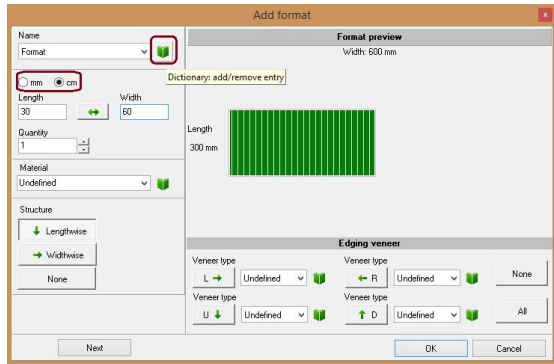 Add format
x
Name
Format
Dictionary: add/remove entry
mm cm
Length Width
30 60
Quantity
1
Material
Undefined
Structure
Lengthwise
Widthwise
None
Next
Format preview
Width: 600 mm
Length
300 mm
Edging veneer
Veneer type Veneer type
L Undefined R Undefined None
Veneer type Veneer type
U Undefined D Undefined All
OK Cancel